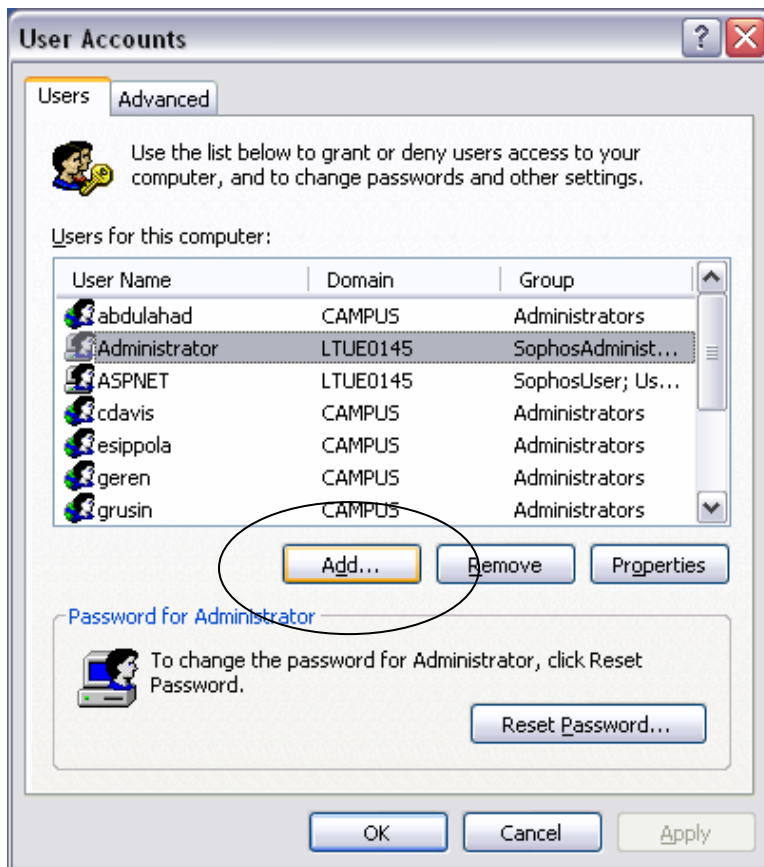 User Accounts
Users Advanced
Use the list below to grant or deny users access to your
computer, and to change passwords and other settings.
Users for this computer:
User Name Domain Group
abdulahad CAMPUS Administrators
Administrator LTUE0145 SophosAdminist...
ASPNET LTUE0145 SophosUser; Us...
cdavis CAMPUS Administrators
esippola CAMPUS Administrators
geren CAMPUS Administrators
grusin CAMPUS Administrators
Add... Remove Properties
Password for Administrator
To change the password for Administrator, click Reset
Password.
Reset Password...
OK Cancel Apply